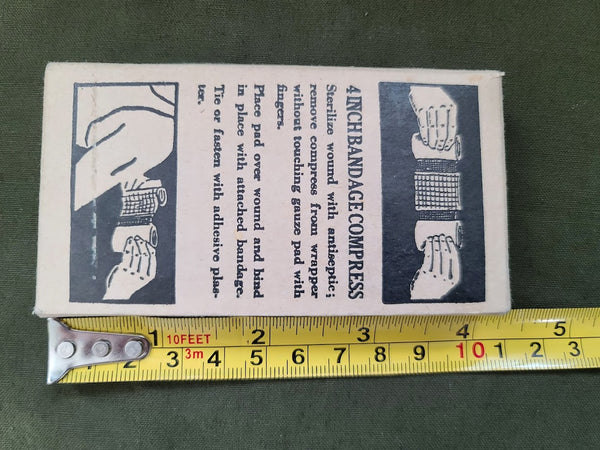 4 INCH BANDAGE COMPRESS
Sterilize wound with antiseptic;
remove compress from wrapper
without touching gauze pad with
fingers.
Place pad over wound and bind
in place with attached bandage.
Tie or fasten with adhesive plas-
ter.
1 10FEET 2 3 4 5
1 2 3 3m 4 5 6 7 8 9 10 1 2 3